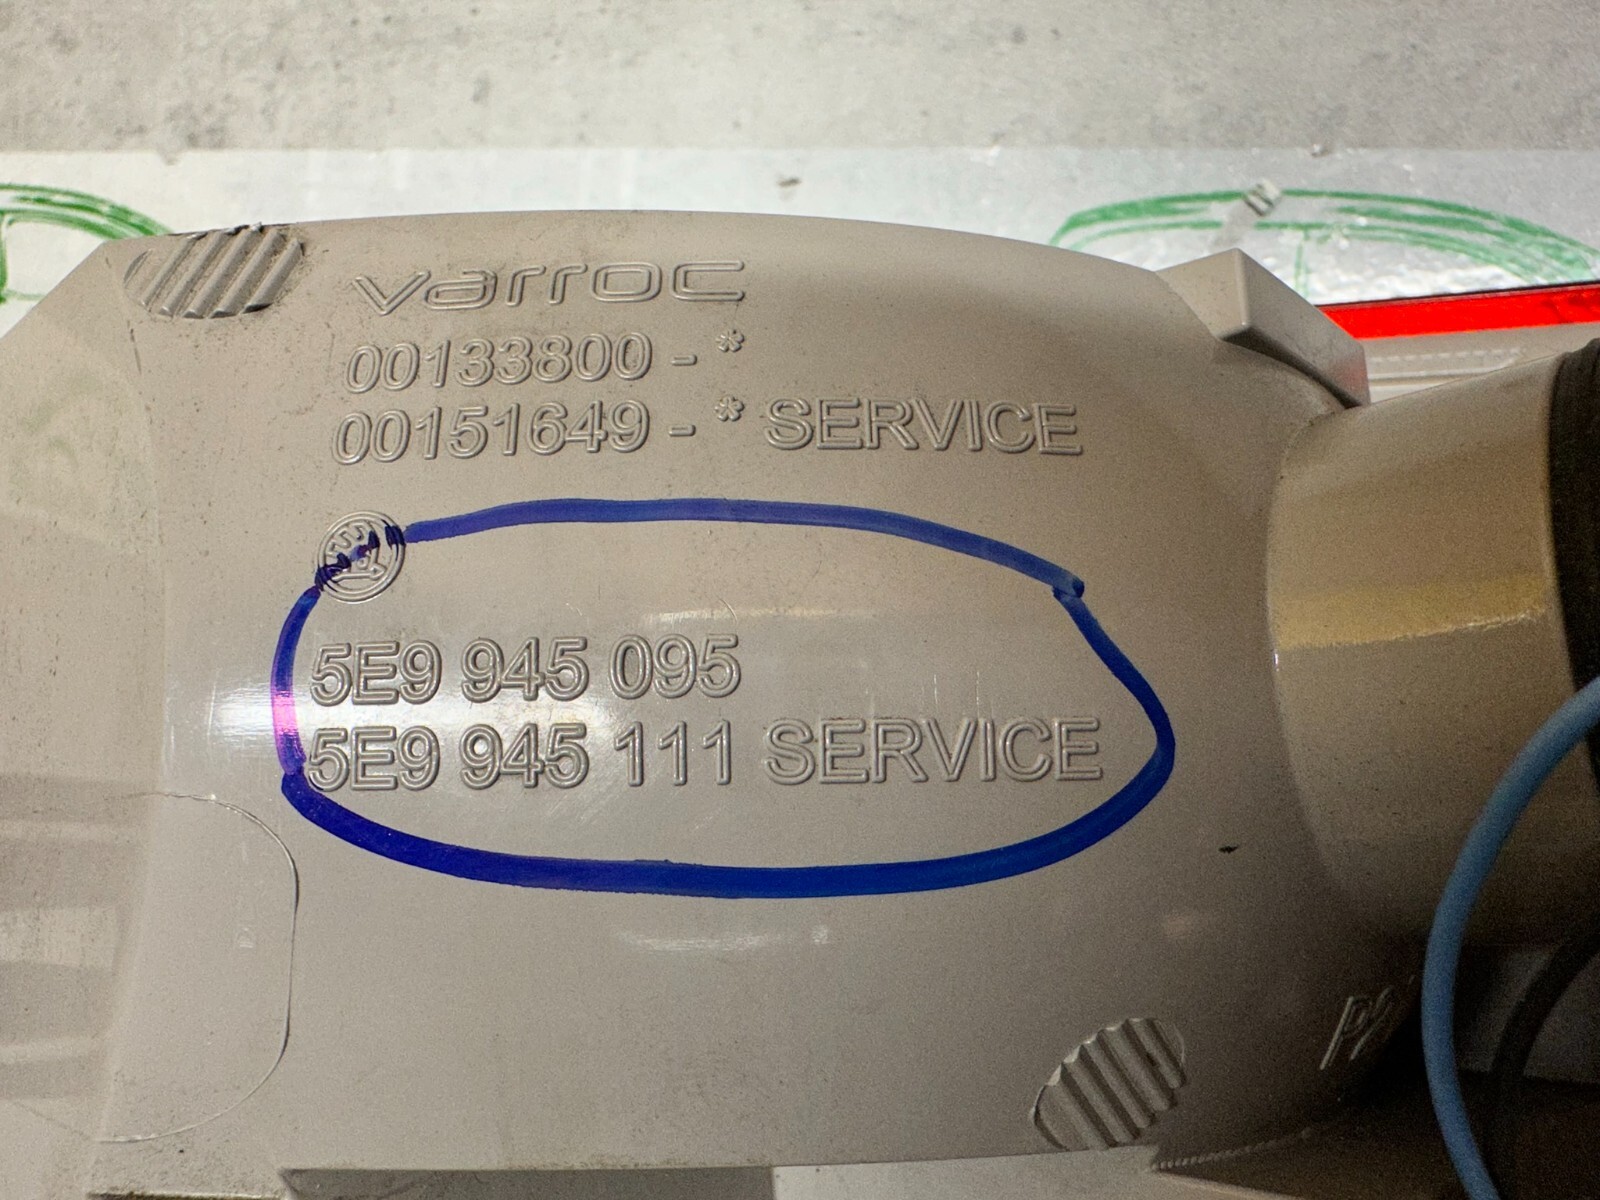 varroc
00133800 - *
00151649 - * SERVICE
5E9 945 095
5E9 945 111 SERVICE